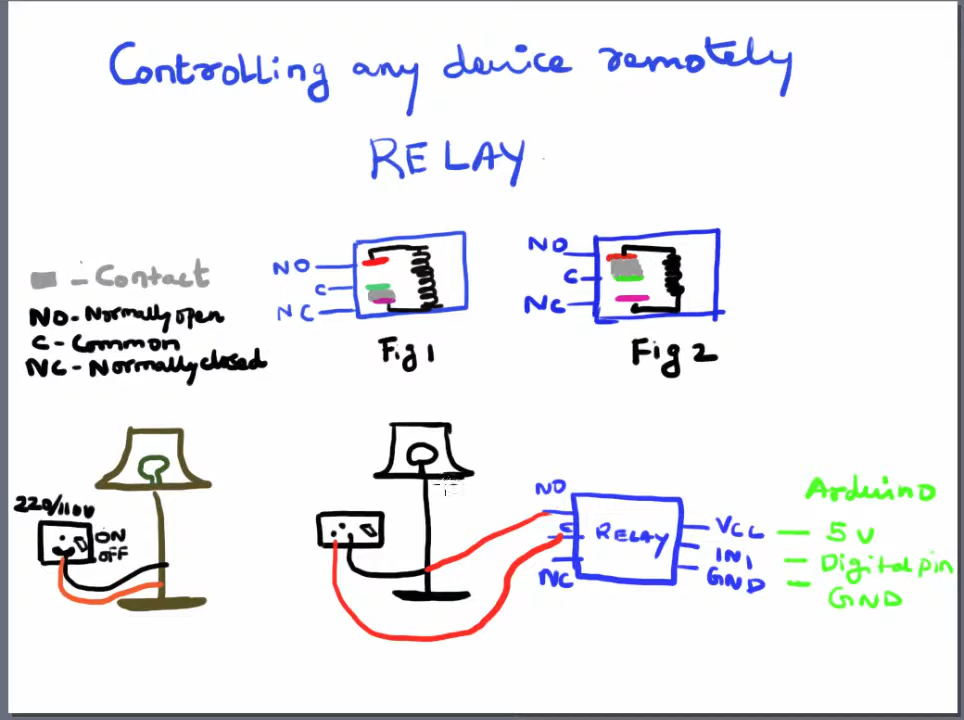 Controlling any device remotely
RELAY
- Contact
NO - Normally open
C - Common
NC - Normally closed
NO
C
NC
Fig 1
NO
C
NC
Fig 2
220/110V
ON
OFF
NO
C
NC
RELAY
VCC
IN1
GND
Arduino
5V
Digital pin
GND